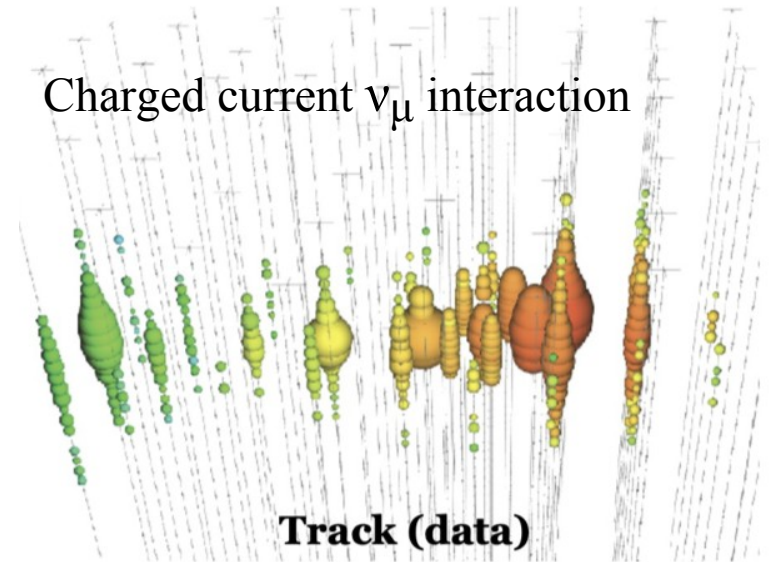 Charged current νμ interaction
Track (data)